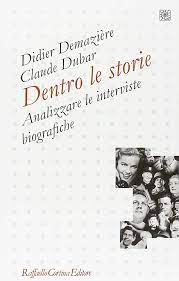 Didier Demazière
Claude Dubar
Dentro le storie
Analizzare le interviste
biografiche
Raffaello Cortina Editore